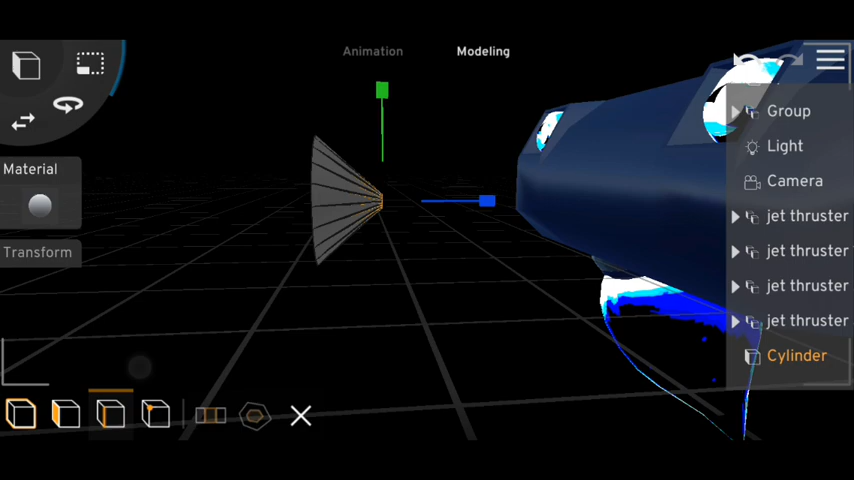 Animation
Modeling
Material
Transform
Group
Light
Camera
jet thruster
jet thruster
jet thruster
jet thruster
Cylinder